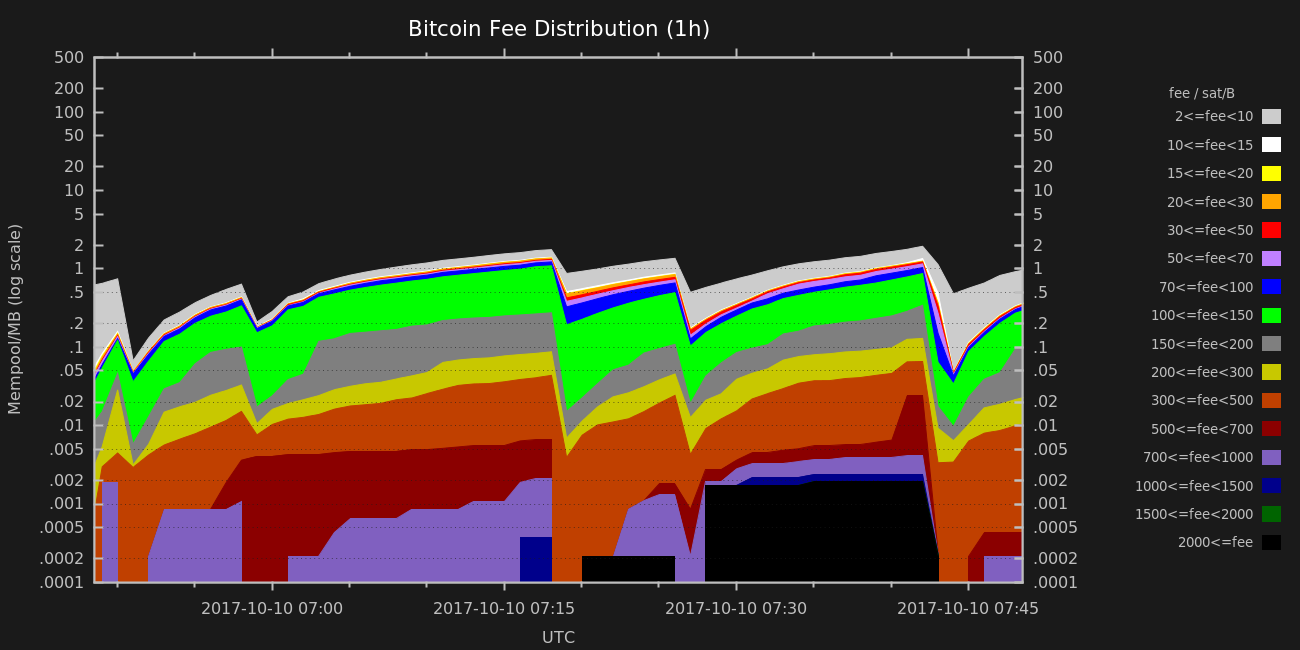 Bitcoin Fee Distribution (1h)
500 500
200 200
100 100
50 50
20 20
10 10
5 5
2 2
1 1
.5 .5
.2 .2
.1 .1
.05 .05
.02 .02
.01 .01
.005 .005
.002 .002
.001 .001
.0005 .0005
.0002 .0002
.0001 .0001
Mempool/MB (log scale)
2017-10-10 07:00 2017-10-10 07:15 2017-10-10 07:30 2017-10-10 07:45
UTC
fee / sat/B
2<=fee<10
10<=fee<15
15<=fee<20
20<=fee<30
30<=fee<50
50<=fee<70
70<=fee<100
100<=fee<150
150<=fee<200
200<=fee<300
300<=fee<500
500<=fee<700
700<=fee<1000
1000<=fee<1500
1500<=fee<2000
2000<=fee